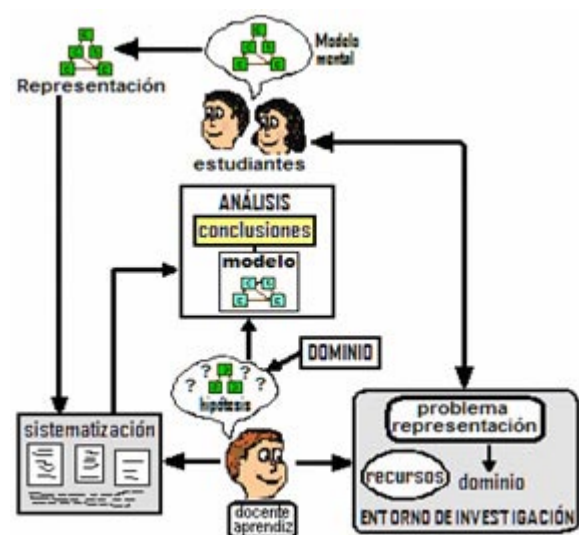 Modelo
mental
Representación
estudiantes
ANÁLISIS
conclusiones
modelo
DOMINIO
? ? ? ?
hipótesis
sistematización
problema
representación
recursos
dominio
docente
aprendiz
ENTORNO DE INVESTIGACIÓN